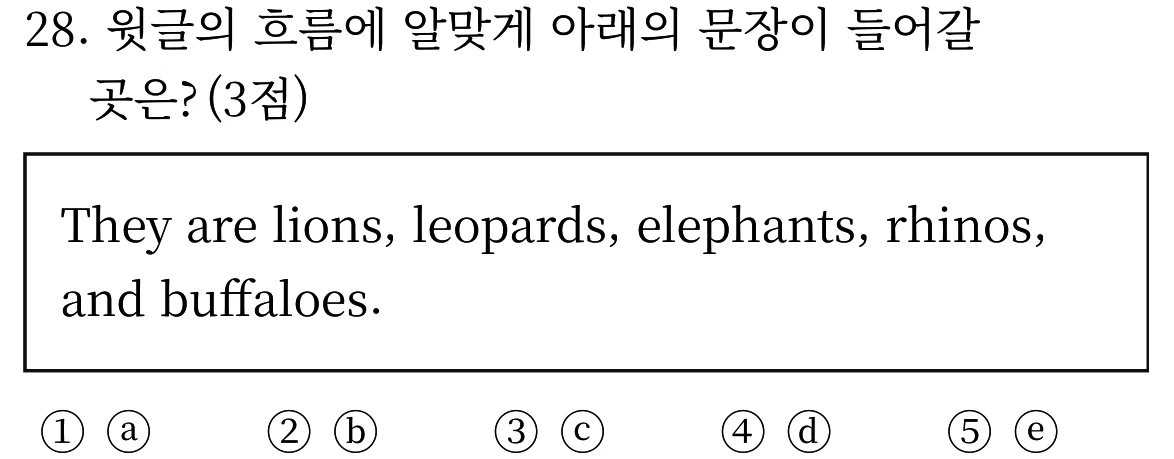 28. 윗글의 흐름에 알맞게 아래의 문장이 들어갈
곳은? (3점)
They are lions, leopards, elephants, rhinos,
and buffaloes.
① ⓐ ② ⓑ ③ ⓒ ④ ⓓ ⑤ ⓔ